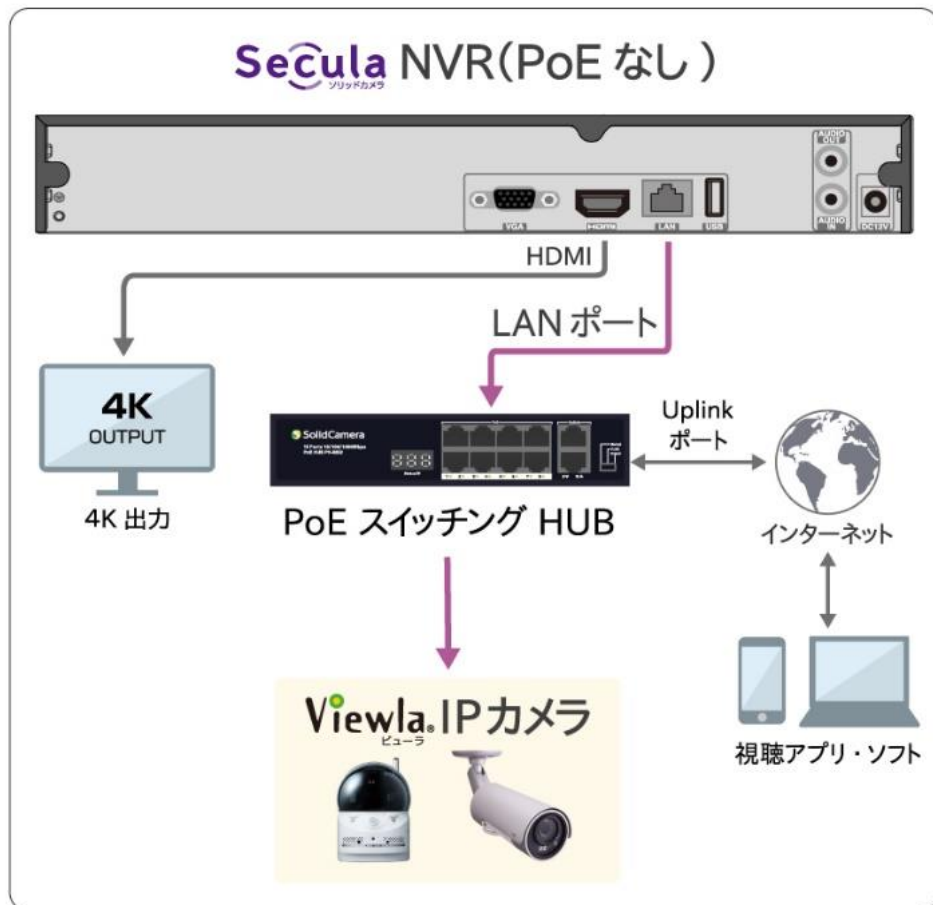 Secula NVR(PoE なし)
ソリッドカメラ
AUDIO OUT
AUDIO IN
VGA
HDMI
LAN
USB
DC12V
HDMI
LAN ポート
4K
OUTPUT
4K 出力
SolidCamera
PoE スイッチング HUB
Uplink
ポート
インターネット
Viewla. IP カメラ
ビューラ
視聴アプリ・ソフト